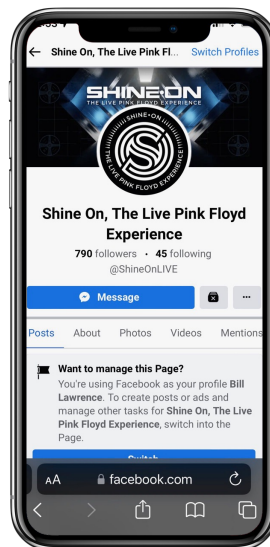 Shine On, The Live Pink Fl... Switch Profiles
SHINE•ON
THE LIVE PINK FLOYD EXPERIENCE
SHINE•ON
THE PINK FLOYD EXPERIENCE
Shine On, The Live Pink Floyd
Experience
790 followers • 45 following
@ShineOnLIVE
Message
Posts About Photos Videos Mentions
Want to manage this Page?
You're using Facebook as your profile Bill
Lawrence. To create posts or ads and
manage other tasks for Shine On, The Live
Pink Floyd Experience, switch into the
Page.
Switch
AA facebook.com